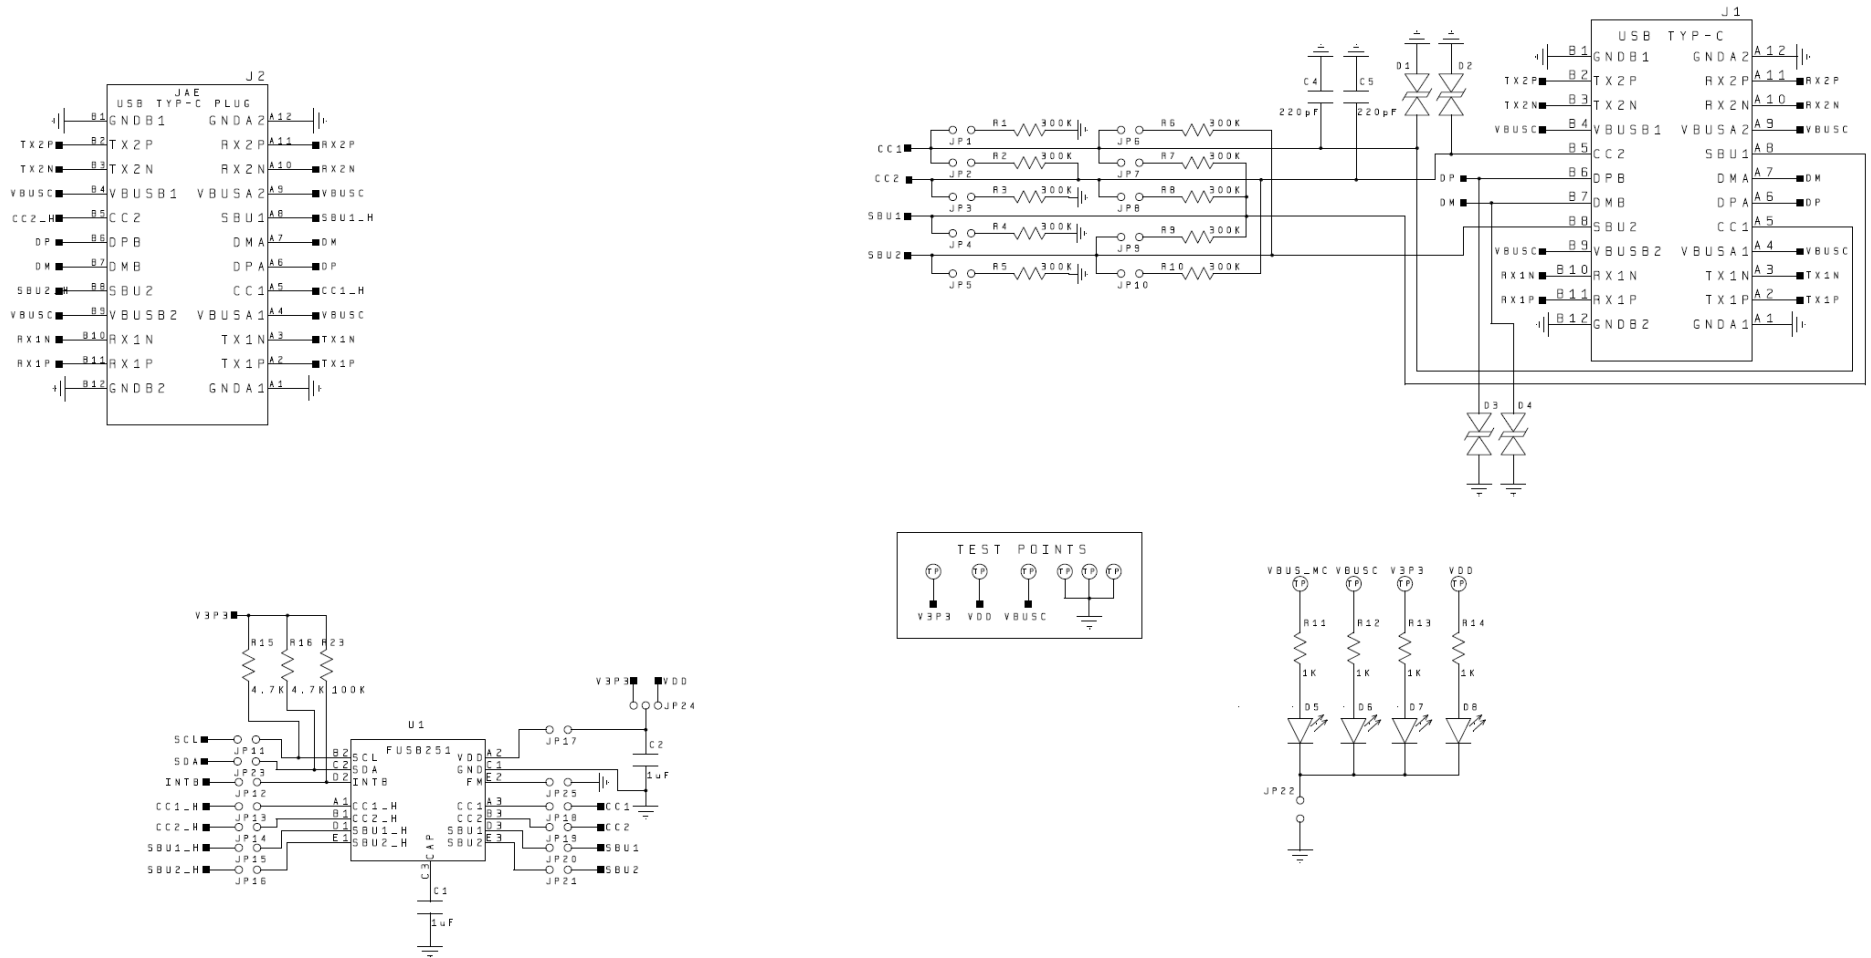 J2
JAE
USB TYP-C PLUG
B1 GNDB1 GNDA2 A12
TX2P B2 TX2P RX2P A11 RX2P
TX2N B3 TX2N RX2N A10 RX2N
VBUSC B4 VBUSB1 VBUSA2 A9 VBUSC
CC2_H B5 CC2 SBU1 A8 SBU1_H
DP B6 DPB DMA A7 DM
DM B7 DMB DPA A6 DP
SBU2_H B8 SBU2 CC1 A5 CC1_H
VBUSC B9 VBUSB2 VBUSA1 A4 VBUSC
RX1N B10 RX1N TX1N A3 TX1N
RX1P B11 RX1P TX1P A2 TX1P
B12 GNDB2 GNDA1 A1
C4 C5 D1 D2
220pF 220pF
R1 300K R6 300K
JP1 JP6
CC1
R2 300K R7 300K
JP2 JP7
CC2
R3 300K R8 300K
JP3 JP8
SBU1
R4 300K R9 300K
JP4 JP9
SBU2
R5 300K R10 300K
JP5 JP10
J1
USB TYP-C
B1 GNDB1 GNDA2 A12
TX2P B2 TX2P RX2P A11 RX2P
TX2N B3 TX2N RX2N A10 RX2N
VBUSC B4 VBUSB1 VBUSA2 A9 VBUSC
B5 CC2 SBU1 A8
DP B6 DPB DMA A7 DM
DM B7 DMB DPA A6 DP
B8 SBU2 CC1 A5
VBUSC B9 VBUSB2 VBUSA1 A4 VBUSC
RX1N B10 RX1N TX1N A3 TX1N
RX1P B11 RX1P TX1P A2 TX1P
B12 GNDB2 GNDA1 A1
D3 D4
TEST POINTS
TP TP TP TP TP TP
V3P3 VDD VBUSC
VBUS_MC VBUSC V3P3 VDD
TP TP TP TP
R11 R12 R13 R14
1K 1K 1K 1K
D5 D6 D7 D8
JP22
V3P3
R15 R16 R23
4.7K 4.7K 100K
V3P3 VDD
JP24
U1
FUSB251
JP17
C2
1uF
SCL JP11 B2 SCL VDD A2
SDA JP23 C2 SDA GND C1
INTB JP12 D2 INTB FM E2 JP25
CC1_H JP13 A1 CC1_H CC1 A3 JP18 CC1
CC2_H JP14 B1 CC2_H CC2 B3 JP19 CC2
SBU1_H JP15 D1 SBU1_H SBU1 D3 JP20 SBU1
SBU2_H JP16 E1 SBU2_H SBU2 E3 JP21 SBU2
CAP
C3
C1
1uF